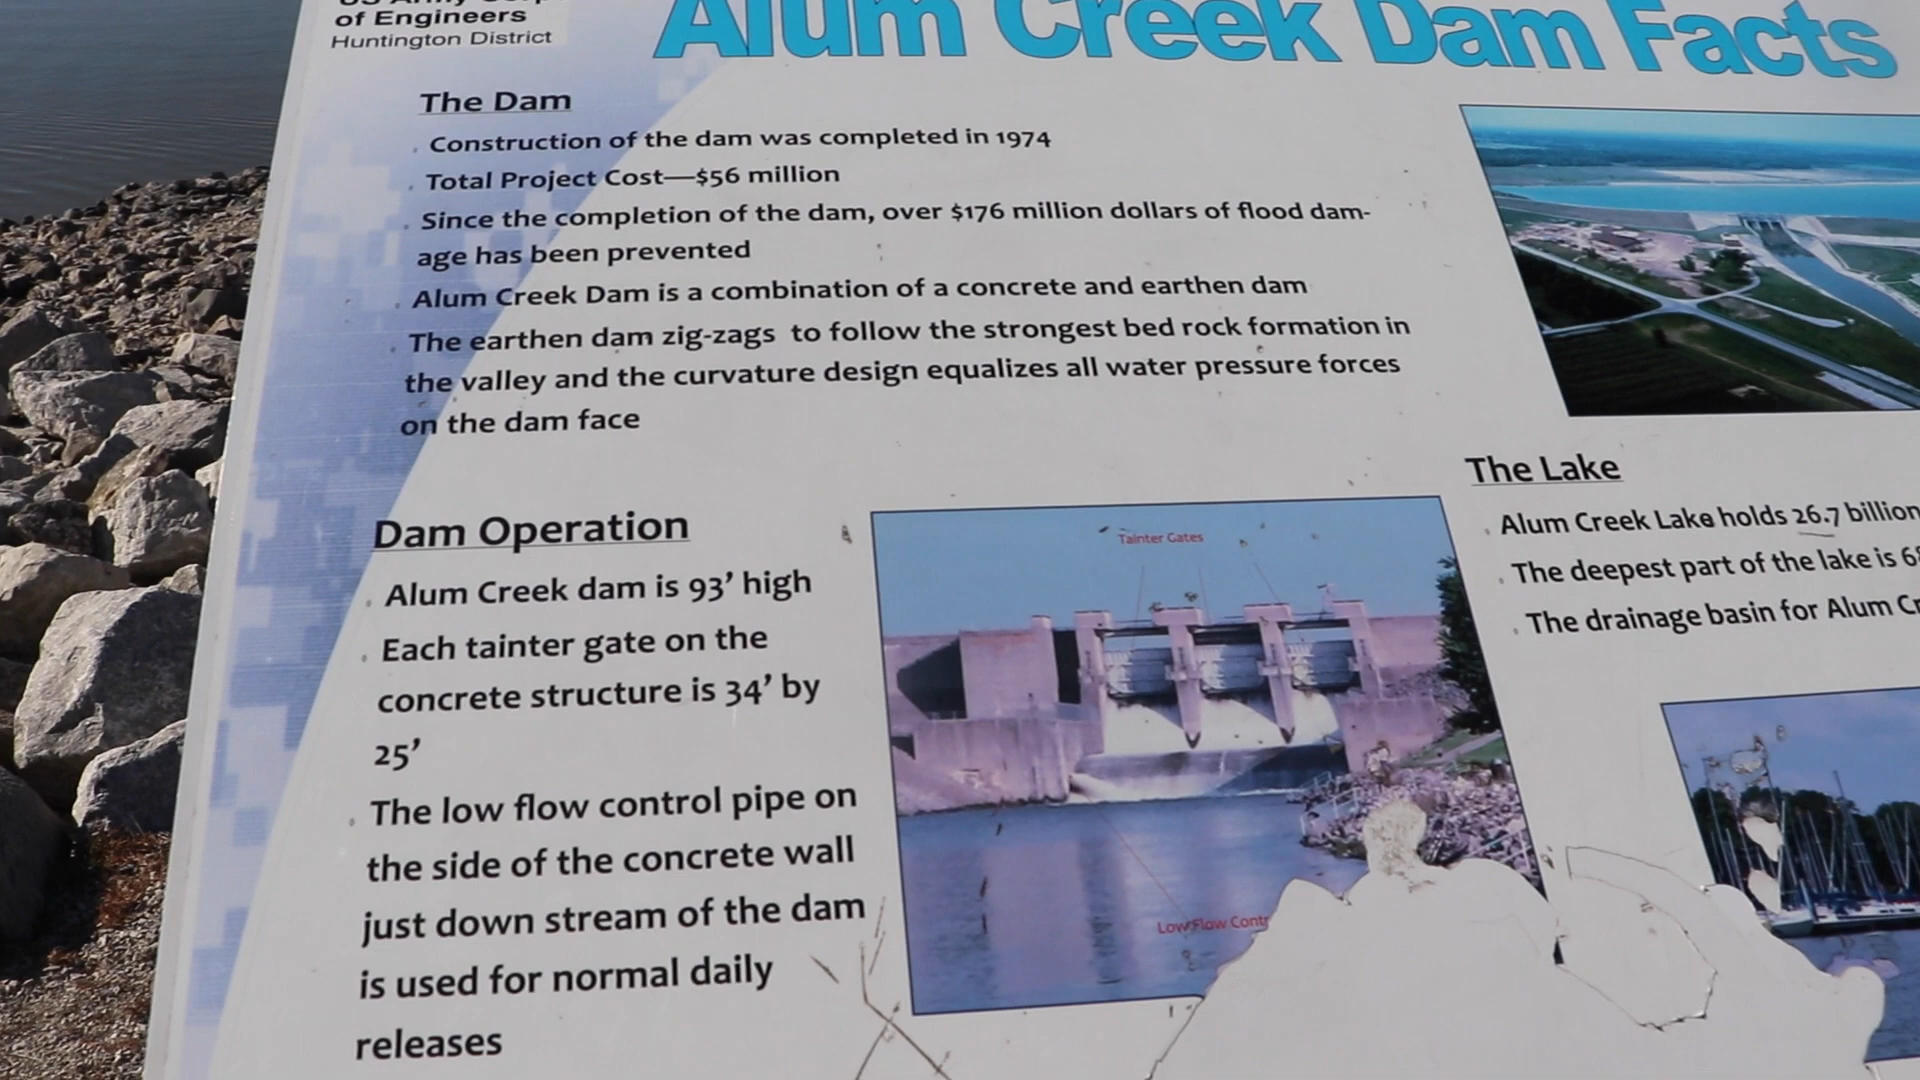 of Engineers
Huntington District
Alum Creek Dam Facts
The Dam
Construction of the dam was completed in 1974
Total Project Cost—$56 million
Since the completion of the dam, over $176 million dollars of flood dam-
age has been prevented
Alum Creek Dam is a combination of a concrete and earthen dam
The earthen dam zig-zags to follow the strongest bed rock formation in
the valley and the curvature design equalizes all water pressure forces
on the dam face
Dam Operation
Alum Creek dam is 93’ high
Each tainter gate on the
concrete structure is 34’ by
25’
The low flow control pipe on
the side of the concrete wall
just down stream of the dam
is used for normal daily
releases
Tainter Gates
Low Flow Contr
The Lake
Alum Creek Lake holds 26.7 billion
The deepest part of the lake is
The drainage basin for Alum